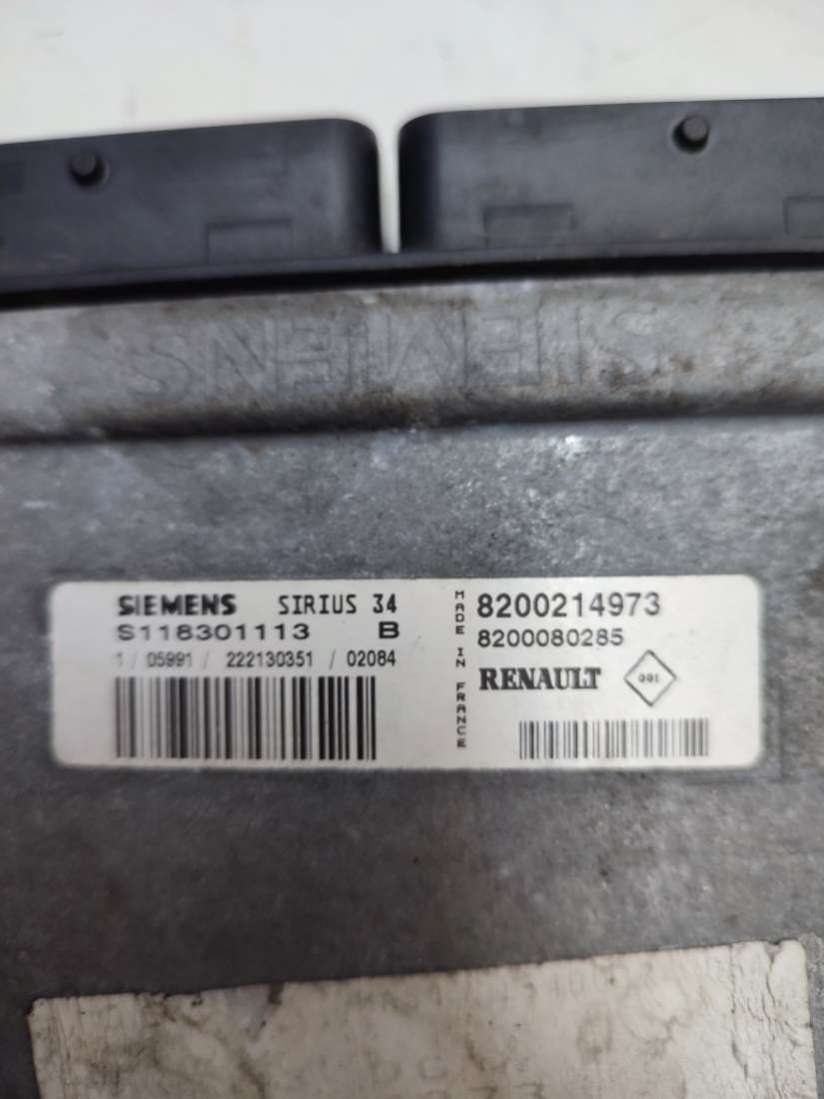 SIEMENS
SIEMENS SIRIUS 34
S118301113 B
1 / 05991 / 222130351 / 02084
MADE IN FRANCE
8200214973
8200080285
RENAULT